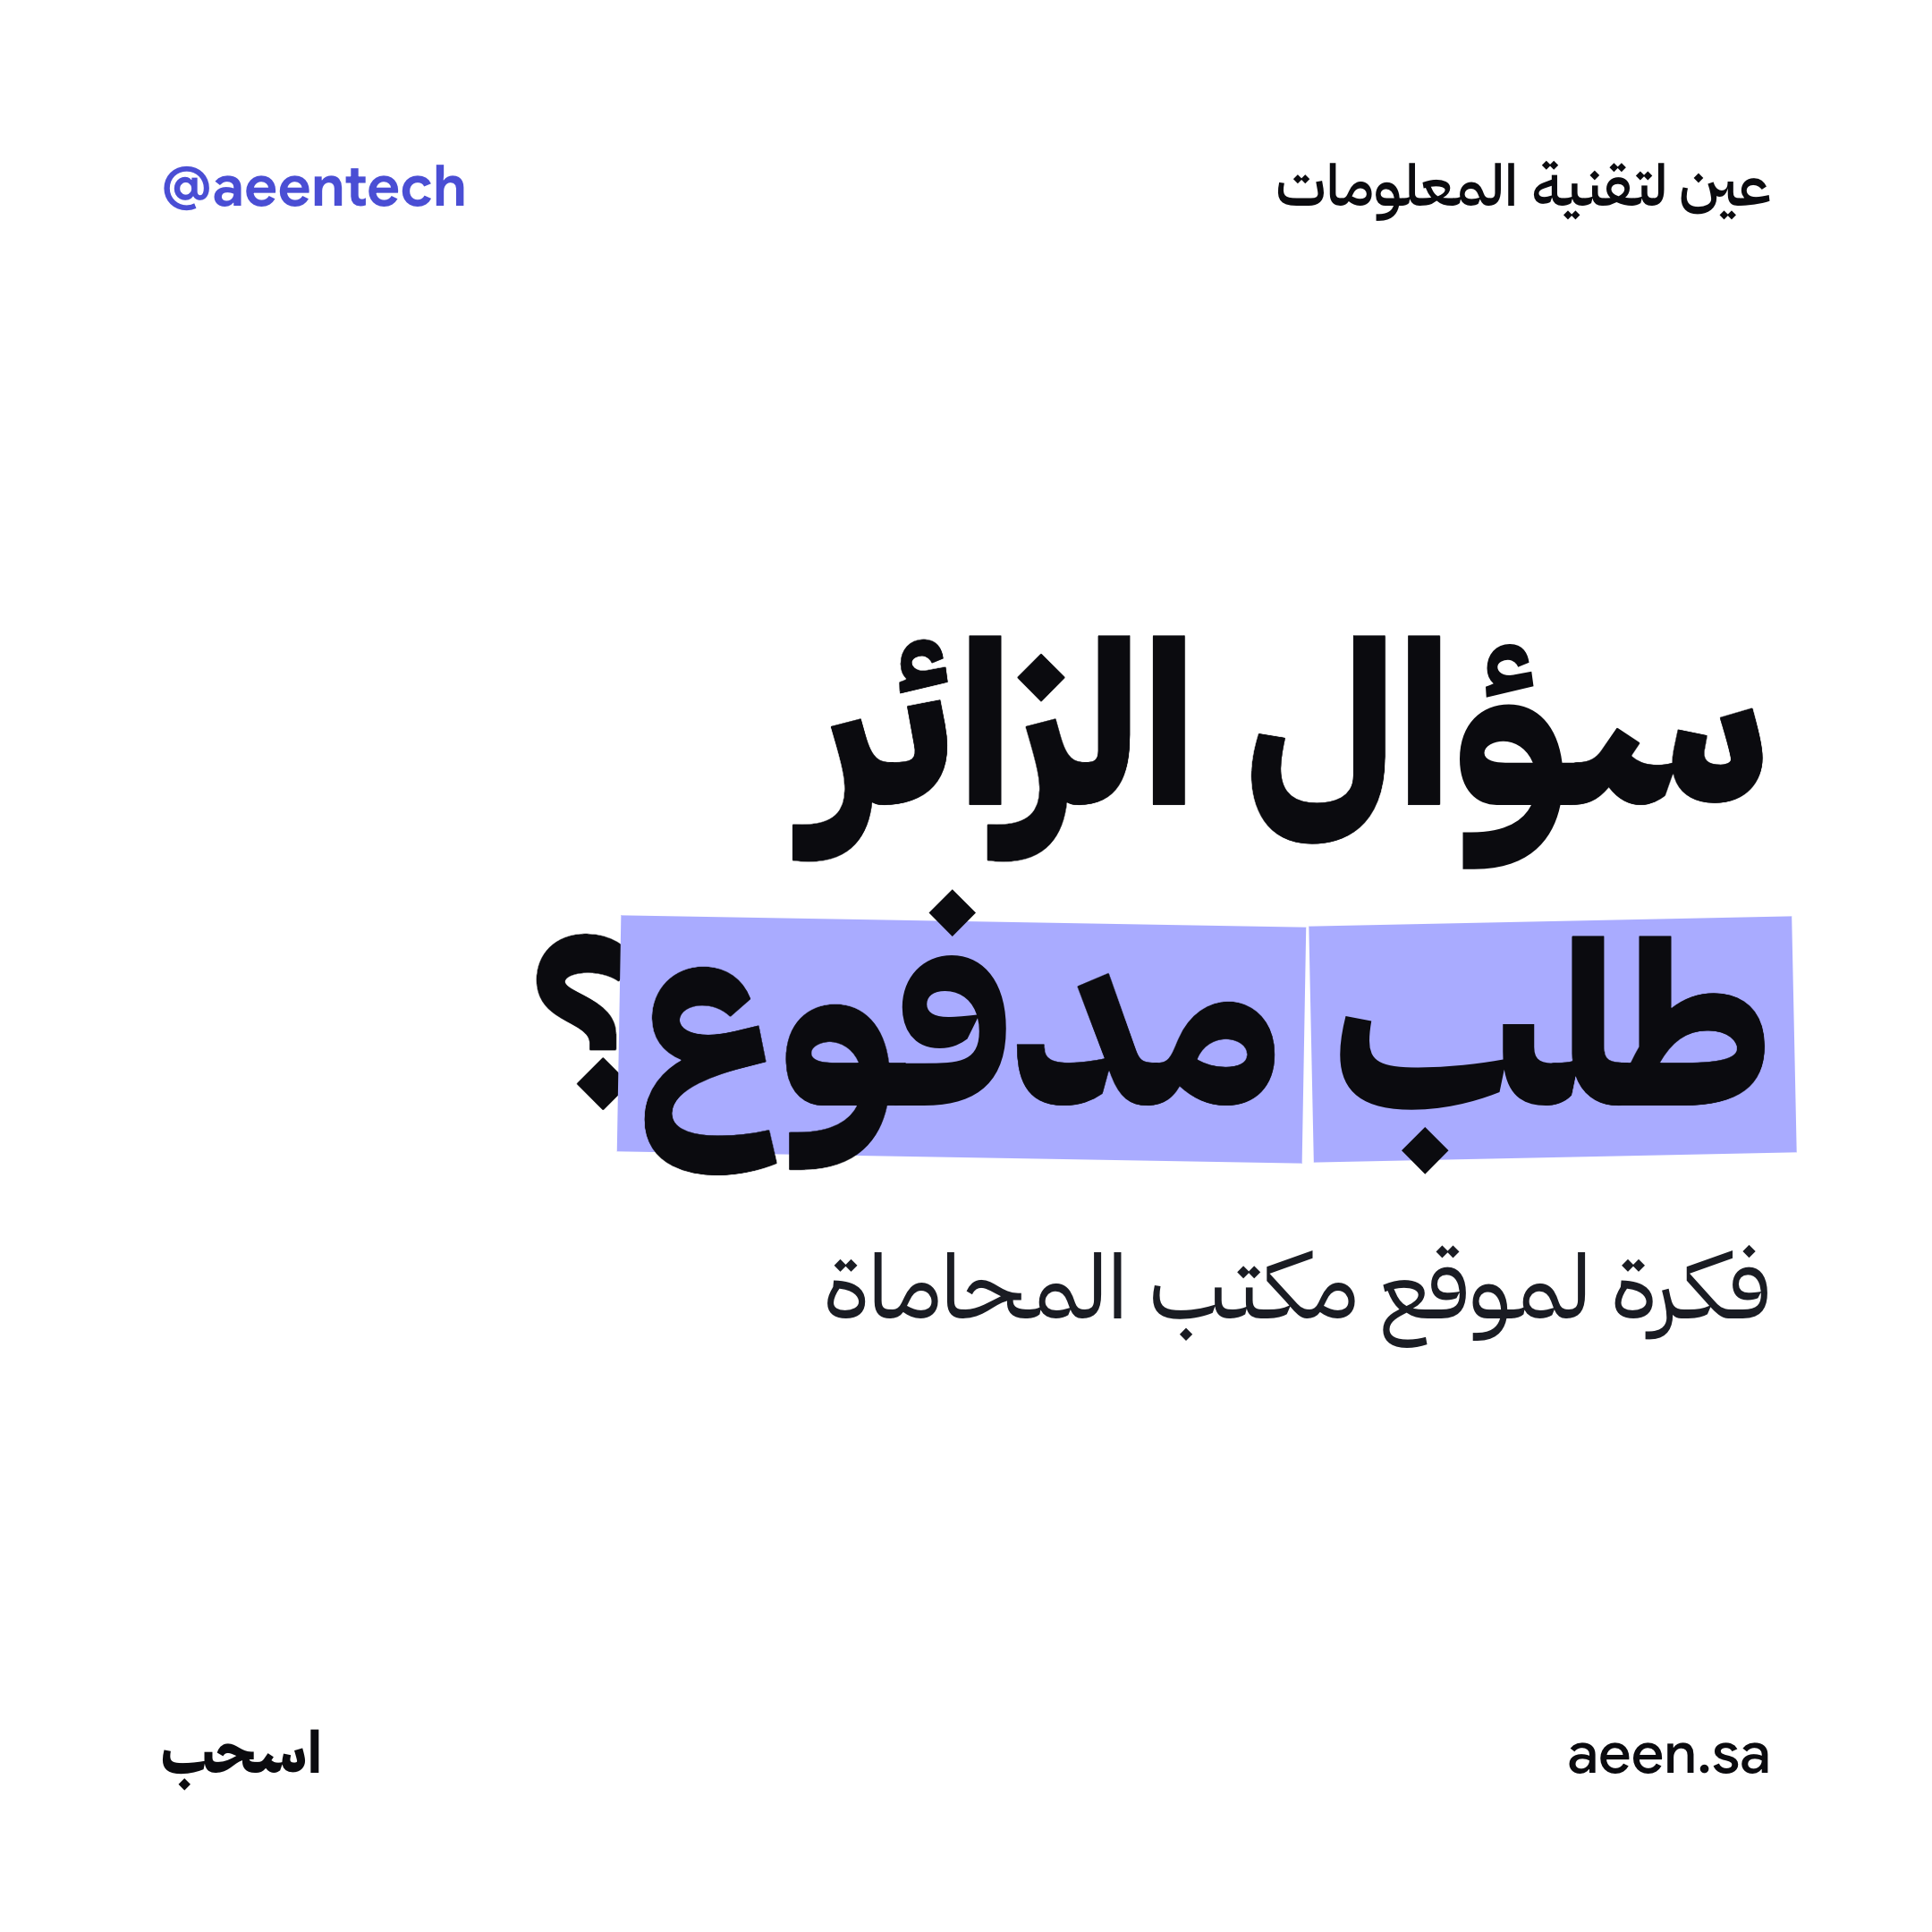 عين لتقنية المعلومات
@aeentech
سؤال الزائر
طلب مدفوع؟
فكرة لموقع مكتب المحاماة
aeen.sa
اسحب